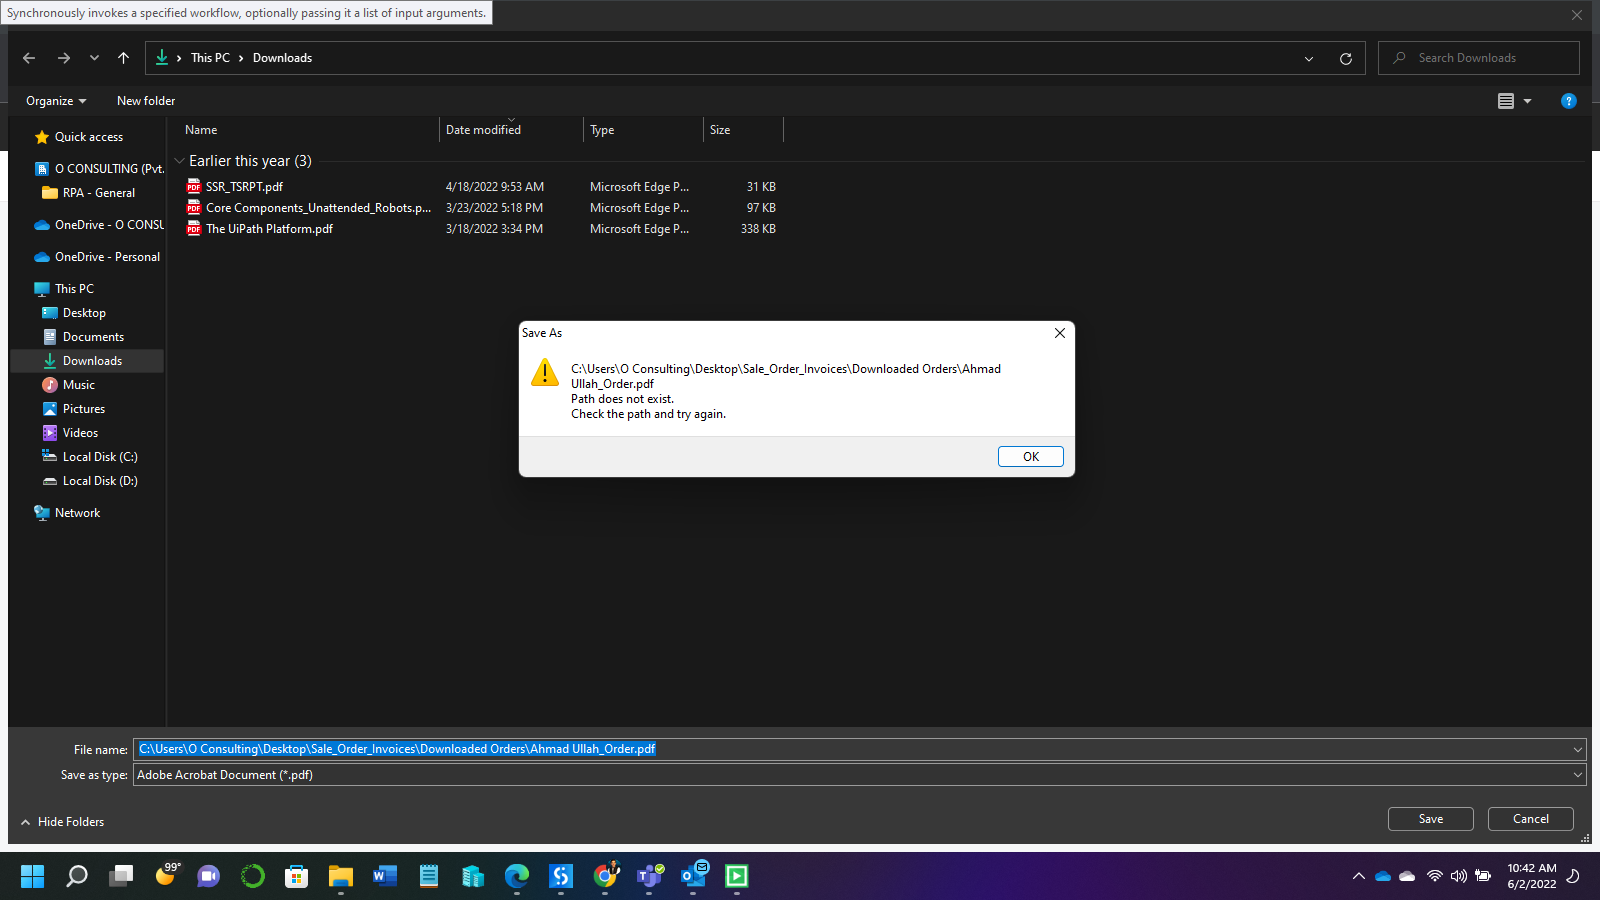 Synchronously invokes a specified workflow, optionally passing it a list of input arguments.
This PC > Downloads
Search Downloads
Organize
New folder
Name Date modified Type Size
Quick access
O CONSULTING (Pvt.
RPA - General
OneDrive - O CONSU
OneDrive - Personal
This PC
Desktop
Documents
Downloads
Music
Pictures
Videos
Local Disk (C:)
Local Disk (D:)
Network
Earlier this year (3)
SSR_TSRPT.pdf 4/18/2022 9:53 AM Microsoft Edge P... 31 KB
Core Components_Unattended_Robots.p... 3/23/2022 5:18 PM Microsoft Edge P... 97 KB
The UiPath Platform.pdf 3/18/2022 3:34 PM Microsoft Edge P... 338 KB
Save As
C:\Users\O Consulting\Desktop\Sale_Order_Invoices\Downloaded Orders\Ahmad
Ullah_Order.pdf
Path does not exist.
Check the path and try again.
OK
File name: C:\Users\O Consulting\Desktop\Sale_Order_Invoices\Downloaded Orders\Ahmad Ullah_Order.pdf
Save as type: Adobe Acrobat Document (*.pdf)
Hide Folders
Save
Cancel
99°
10:42 AM
6/2/2022